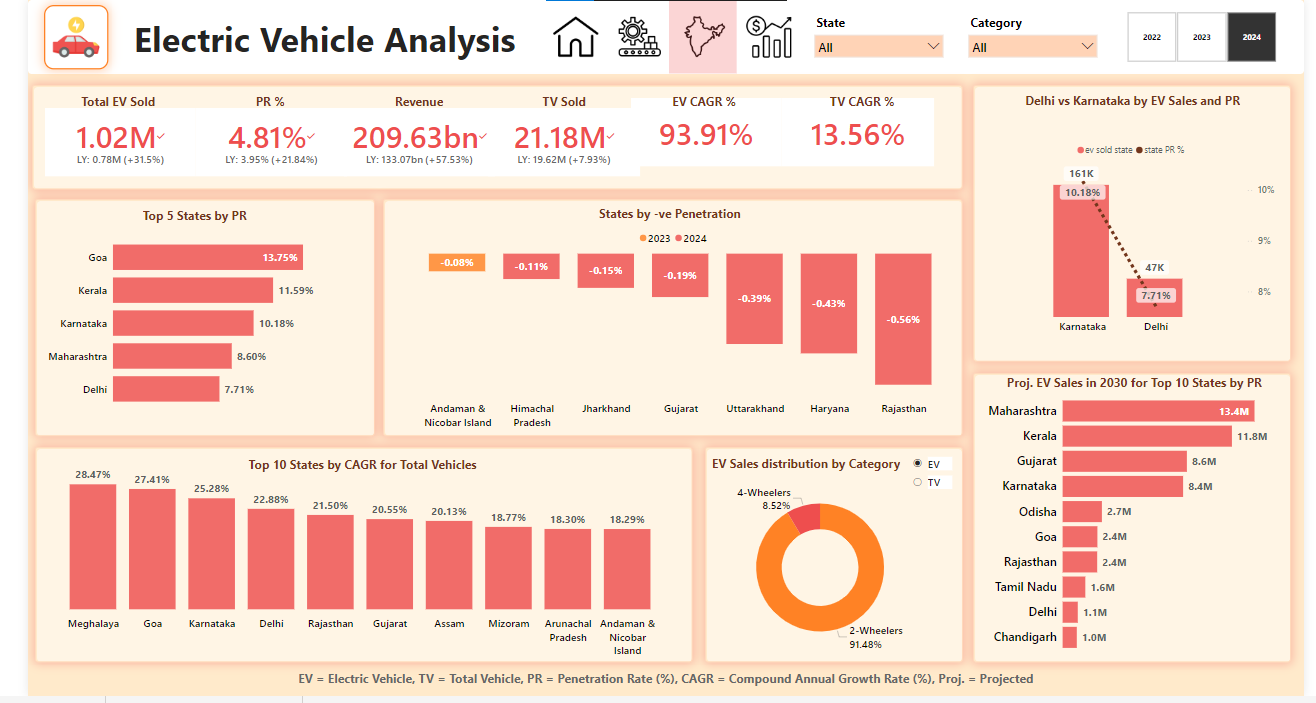 Electric Vehicle Analysis
State
All
Category
All
2022
2023
2024
Total EV Sold
1.02M
LY: 0.78M (+31.5%)
PR %
4.81%
LY: 3.95% (+21.84%)
Revenue
209.63bn
LY: 133.07bn (+57.53%)
TV Sold
21.18M
LY: 19.62M (+7.93%)
EV CAGR %
93.91%
TV CAGR %
13.56%
Delhi vs Karnataka by EV Sales and PR
ev sold state state PR %
161K
10.18%
47K
7.71%
10%
9%
8%
Karnataka
Delhi
Top 5 States by PR
Goa 13.75%
Kerala 11.59%
Karnataka 10.18%
Maharashtra 8.60%
Delhi 7.71%
States by -ve Penetration
2023 2024
-0.08%
-0.11%
-0.15%
-0.19%
-0.39%
-0.43%
-0.56%
Andaman &
Nicobar Island
Himachal
Pradesh
Jharkhand
Gujarat
Uttarakhand
Haryana
Rajasthan
Proj. EV Sales in 2030 for Top 10 States by PR
Maharashtra 13.4M
Kerala 11.8M
Gujarat 8.6M
Karnataka 8.4M
Odisha 2.7M
Goa 2.4M
Rajasthan 2.4M
Tamil Nadu 1.6M
Delhi 1.1M
Chandigarh 1.0M
Top 10 States by CAGR for Total Vehicles
28.47%
27.41%
25.28%
22.88%
21.50%
20.55%
20.13%
18.77%
18.30%
18.29%
Meghalaya
Goa
Karnataka
Delhi
Rajasthan
Gujarat
Assam
Mizoram
Arunachal
Pradesh
Andaman &
Nicobar
Island
EV Sales distribution by Category
EV
TV
4-Wheelers
8.52%
2-Wheelers
91.48%
EV = Electric Vehicle, TV = Total Vehicle, PR = Penetration Rate (%), CAGR = Compound Annual Growth Rate (%), Proj. = Projected